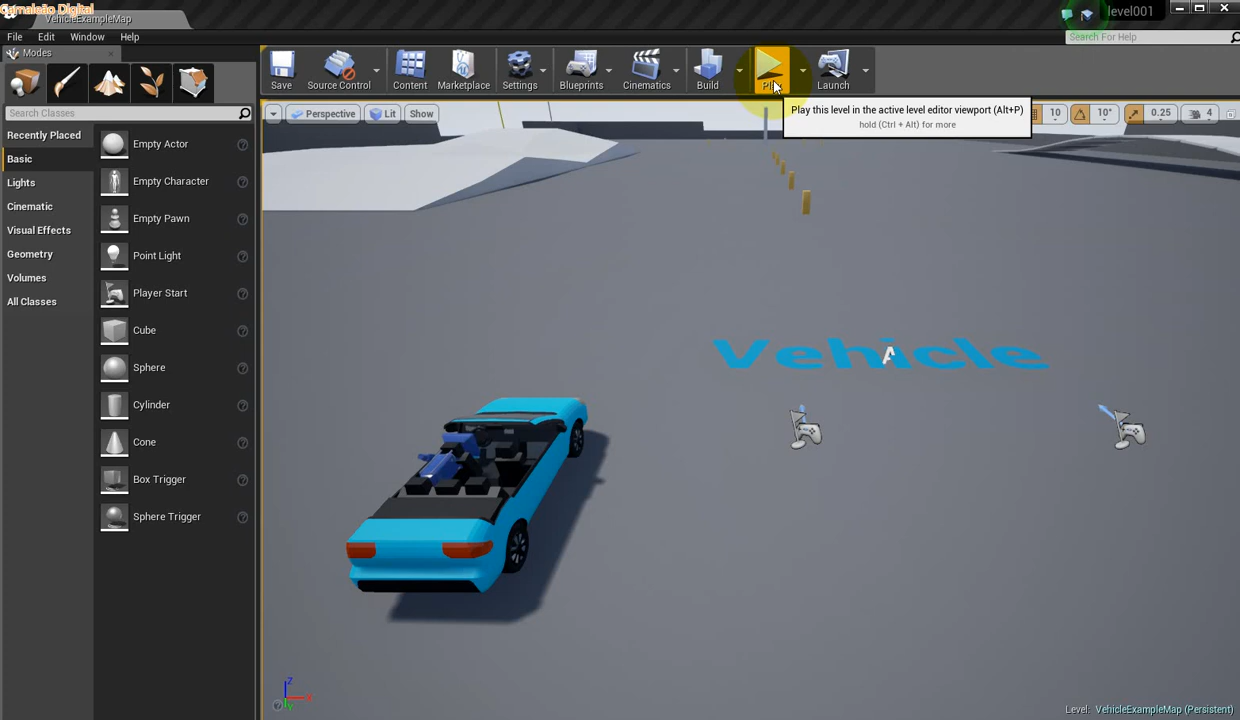 Camaleão Digital
VehicleExampleMap
level001
File Edit Window Help
Search For Help
Modes
Save Source Control Content Marketplace Settings Blueprints Cinematics Build Play Launch
Search Classes
Play this level in the active level editor viewport (Alt+P)
hold (Ctrl + Alt) for more
Perspective Lit Show
10 10° 0.25 4
Recently Placed
Basic
Lights
Cinematic
Visual Effects
Geometry
Volumes
All Classes
Empty Actor
Empty Character
Empty Pawn
Point Light
Player Start
Cube
Sphere
Cylinder
Cone
Box Trigger
Sphere Trigger
Vehicle
A
Z
X
Y
Level: VehicleExampleMap (Persistent)